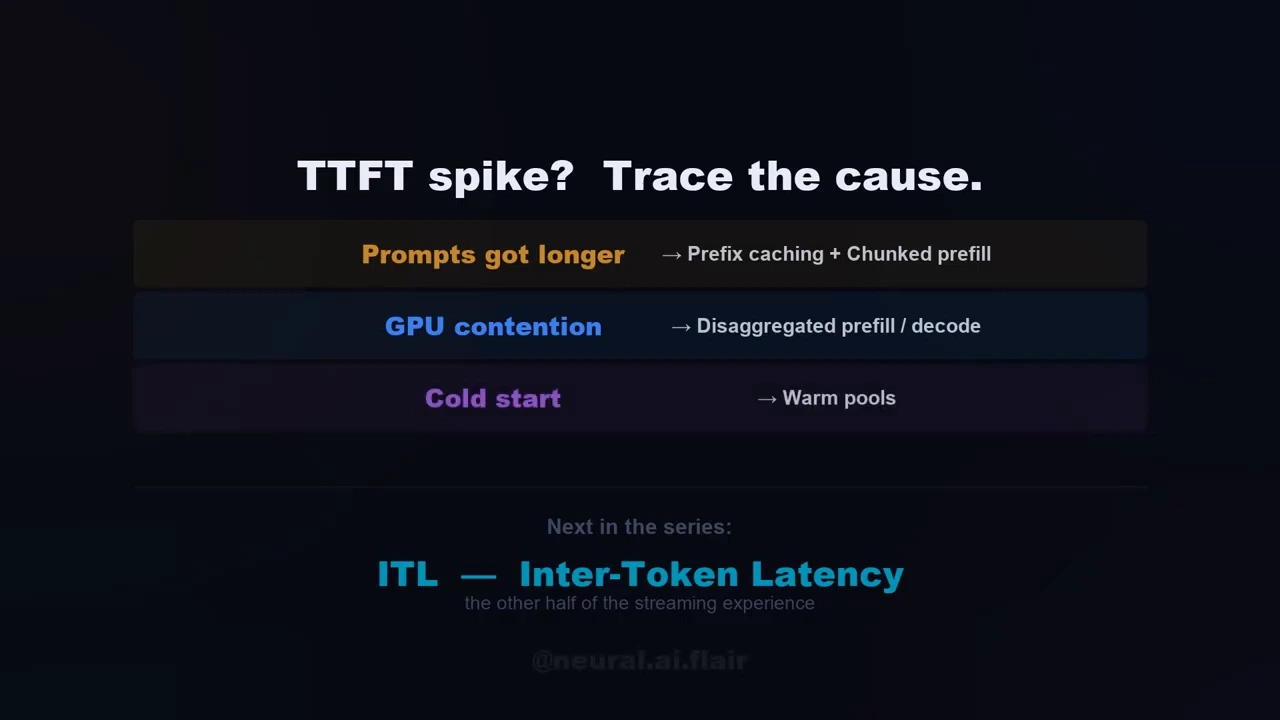 TTFT spike? Trace the cause.
Prompts got longer → Prefix caching + Chunked prefill
GPU contention → Disaggregated prefill / decode
Cold start → Warm pools
Next in the series:
ITL — Inter-Token Latency
the other half of the streaming experience
@neural.ai.flair